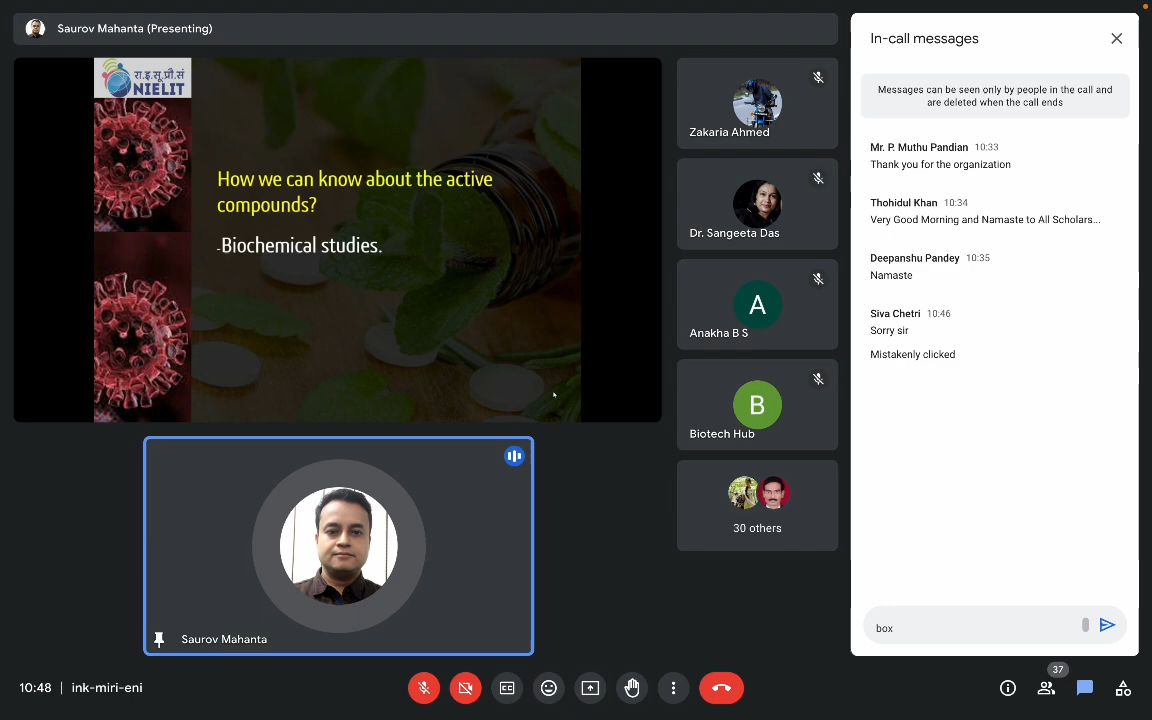 Saurov Mahanta (Presenting)
रा.इ.सू.प्रौ.सं
NIELIT
How we can know about the active
compounds?
-Biochemical studies.
Saurov Mahanta
Zakaria Ahmed
Dr. Sangeeta Das
A
Anakha B S
B
Biotech Hub
30 others
In-call messages
Messages can be seen only by people in the call and
are deleted when the call ends
Mr. P. Muthu Pandian 10:33
Thank you for the organization
Thohidul Khan 10:34
Very Good Morning and Namaste to All Scholars...
Deepanshu Pandey 10:35
Namaste
Siva Chetri 10:46
Sorry sir
Mistakenly clicked
box
10:48 | ink-miri-eni
CC
37